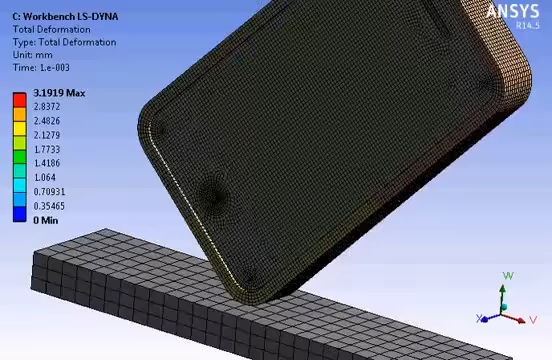 C: Workbench LS-DYNA
Total Deformation
Type: Total Deformation
Unit: mm
Time: 1.e-003
3.1919 Max
2.8372
2.4826
2.1279
1.7733
1.4186
1.064
0.70931
0.35465
0 Min
ANSYS
R14.5
W
X
V